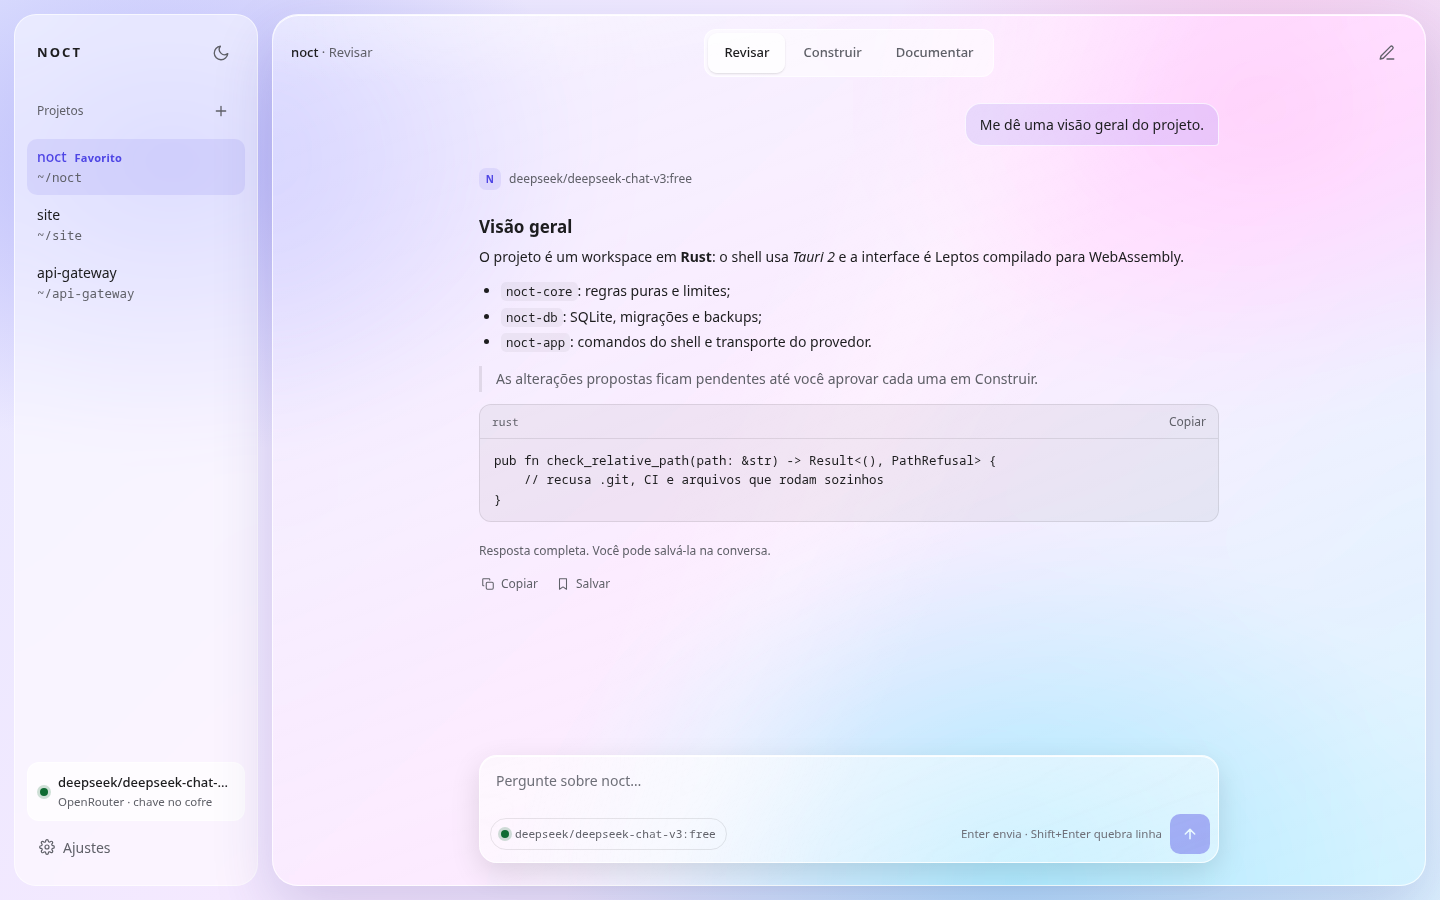 NOCT
Projetos
noct Favorito
~/noct
site
~/site
api-gateway
~/api-gateway
deepseek/deepseek-chat-...
OpenRouter · chave no cofre
Ajustes
noct · Revisar
Revisar Construir Documentar
Me dê uma visão geral do projeto.
N deepseek/deepseek-chat-v3:free
Visão geral
O projeto é um workspace em Rust: o shell usa Tauri 2 e a interface é Leptos compilado para WebAssembly.
• noct-core: regras puras e limites;
• noct-db: SQLite, migrações e backups;
• noct-app: comandos do shell e transporte do provedor.
As alterações propostas ficam pendentes até você aprovar cada uma em Construir.
rust Copiar
pub fn check_relative_path(path: &str) -> Result<(), PathRefusal> {
    // recusa .git, CI e arquivos que rodam sozinhos
}
Resposta completa. Você pode salvá-la na conversa.
Copiar Salvar
Pergunte sobre noct...
deepseek/deepseek-chat-v3:free Enter envia · Shift+Enter quebra linha